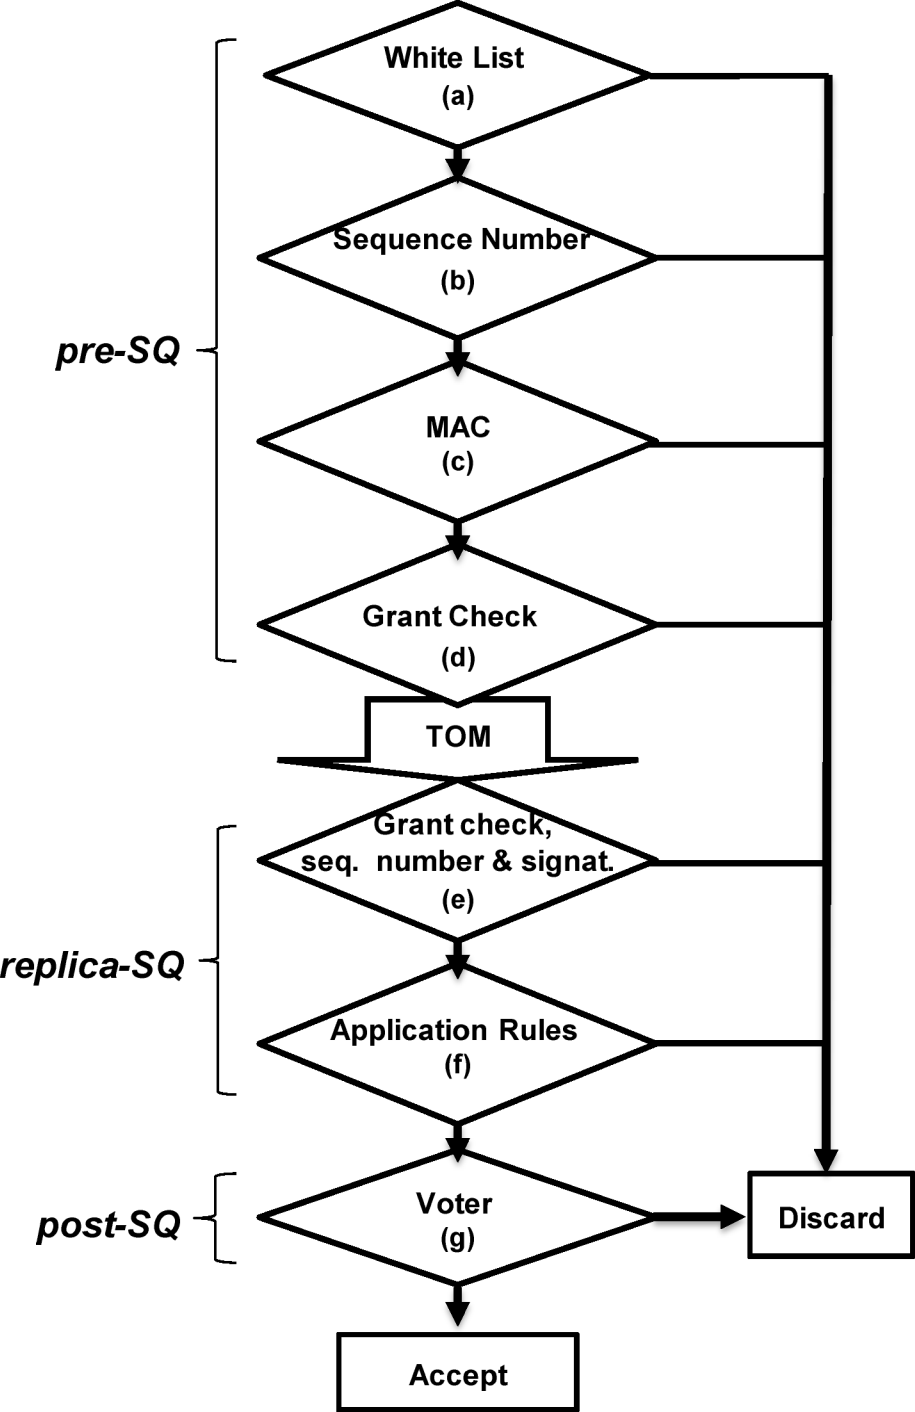 White List
(a)
Sequence Number
(b)
pre-SQ
MAC
(c)
Grant Check
(d)
TOM
Grant check,
seq. number & signat.
(e)
replica-SQ
Application Rules
(f)
Voter
(g)
post-SQ
Discard
Accept